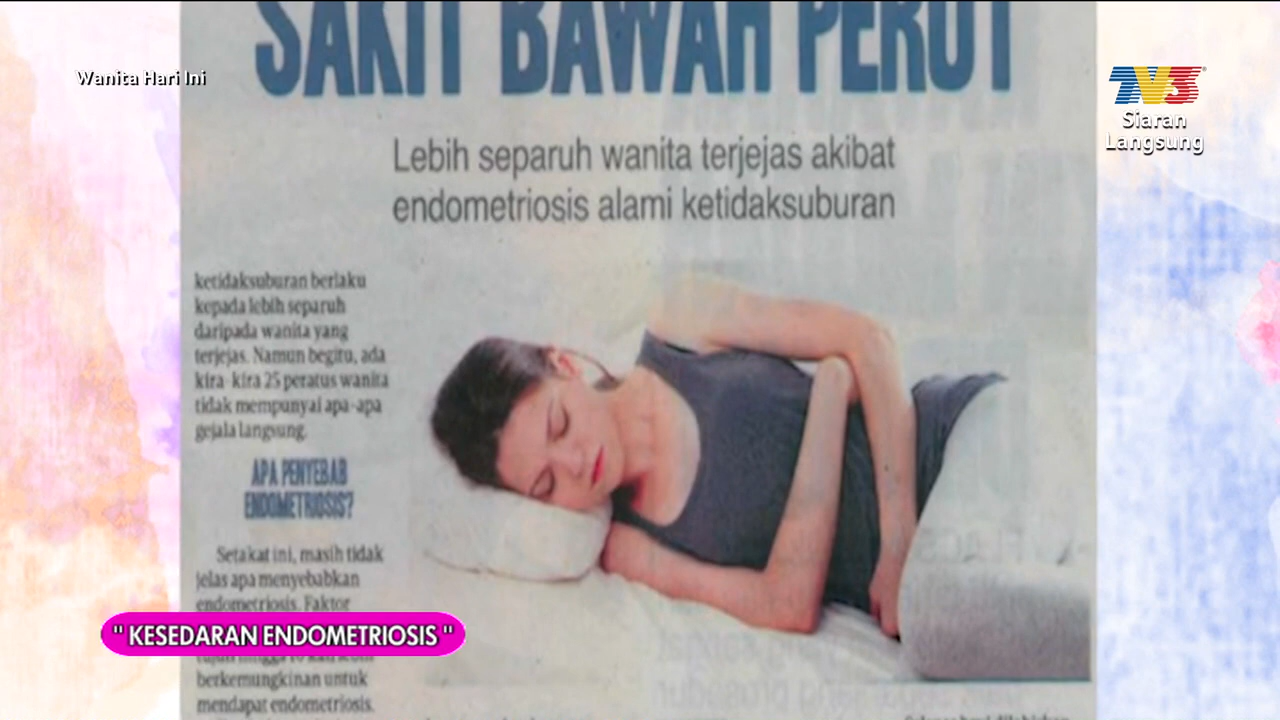 SAKIT BAWAH PERUT
Wanita Hari Ini
TV3
Siaran
Langsung
Lebih separuh wanita terjejas akibat
endometriosis alami ketidaksuburan
ketidaksuburan berlaku
kepada lebih separuh
daripada wanita yang
terjejas. Namun begitu, ada
kira-kira 25 peratus wanita
tidak mempunyai apa-apa
gejala langsung.
APA PENYEBAB
ENDOMETRIOSIS?
Setakat ini, masih tidak
jelas apa menyebabkan
endometriosis. Faktor
" KESEDARAN ENDOMETRIOSIS "
berkemungkinan untuk
mendapat endometriosis.